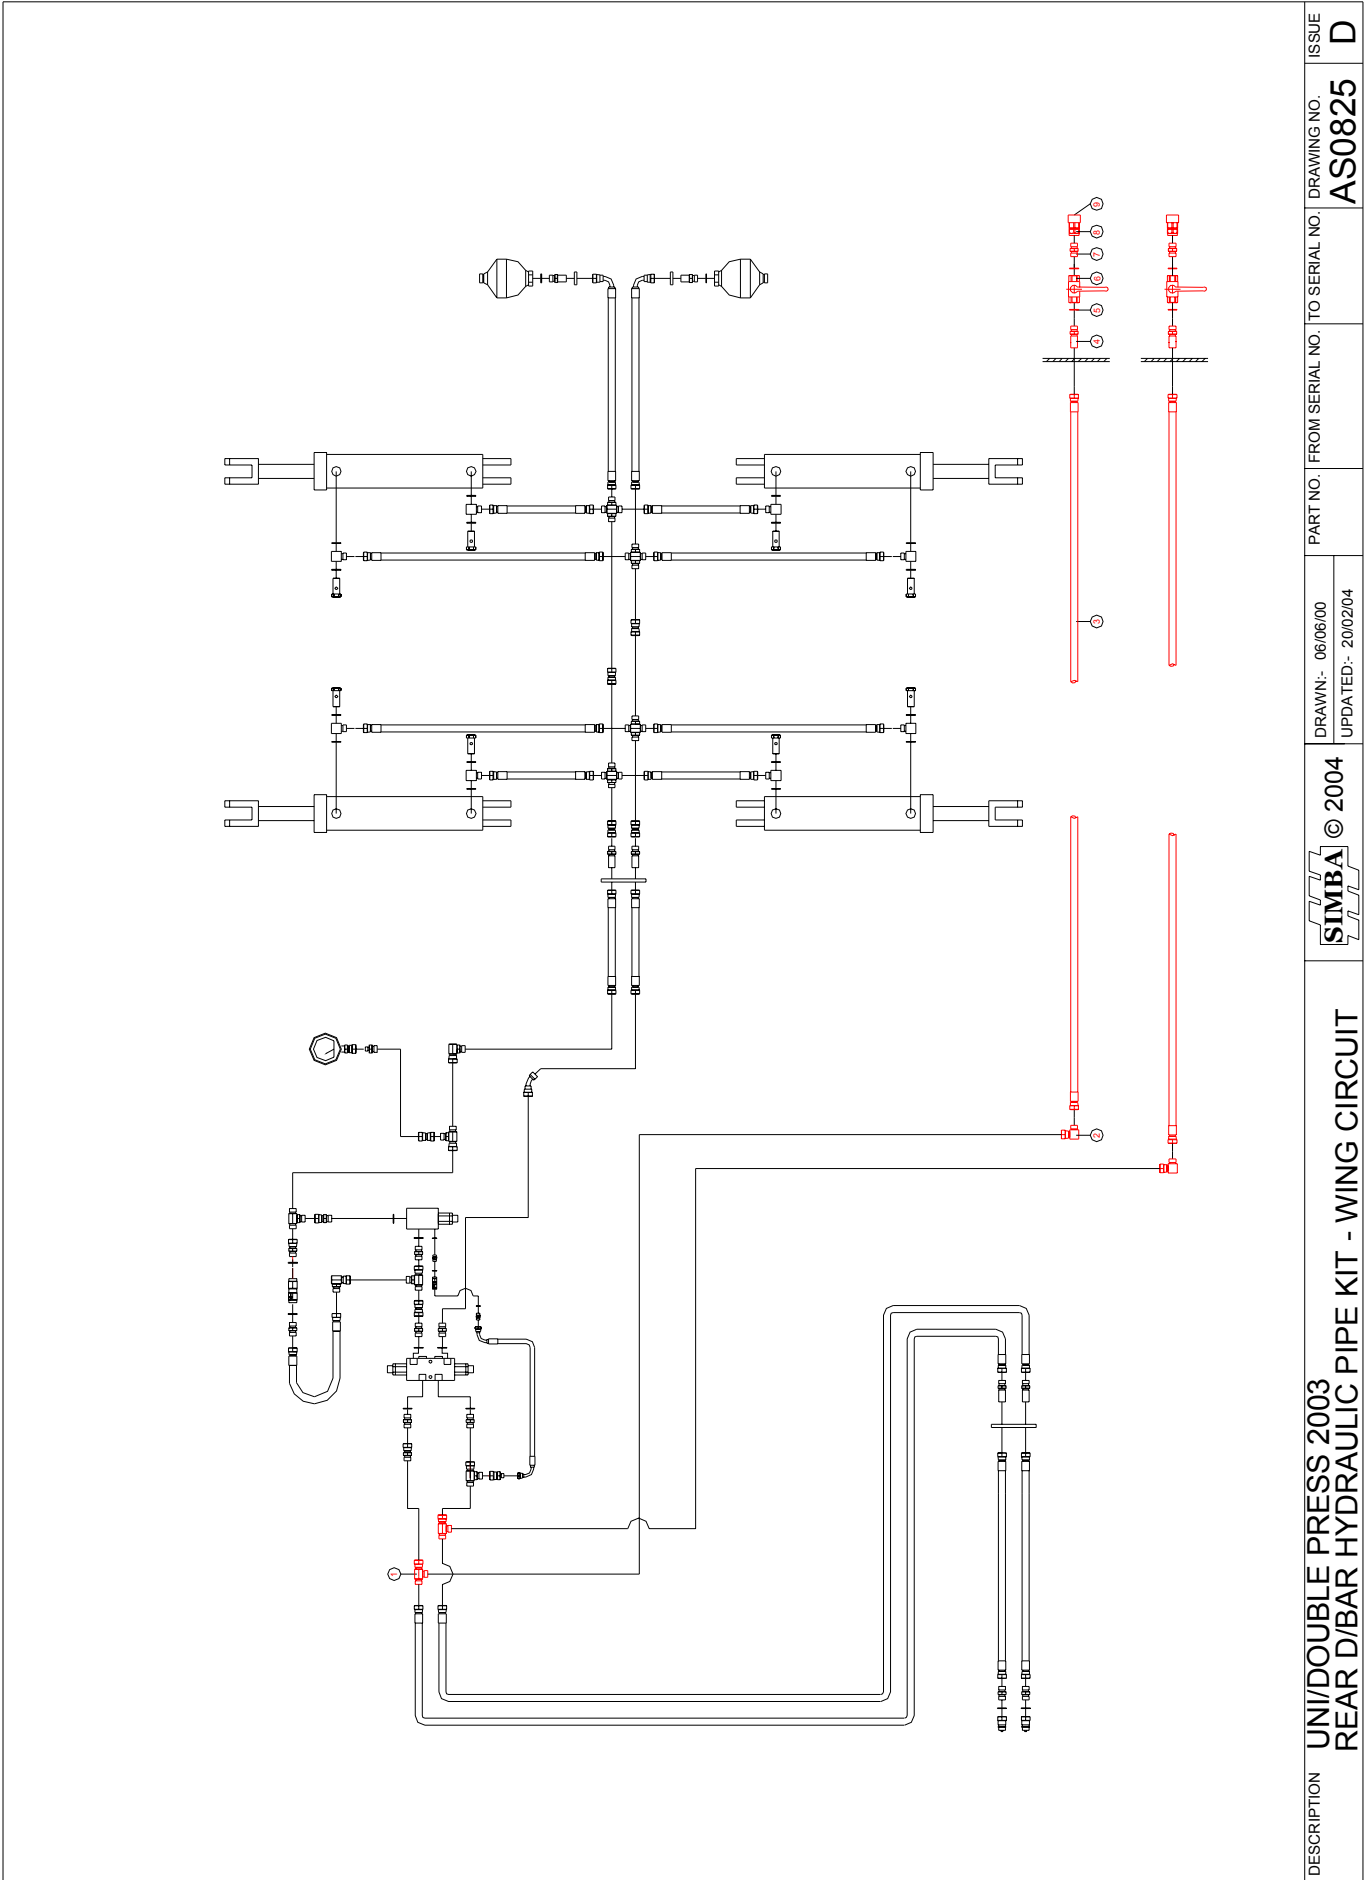 DESCRIPTION
UNI/DOUBLE PRESS 2003
REAR D/BAR HYDRAULIC PIPE KIT - WING CIRCUIT
SIMBA © 2004
DRAWN:- 06/06/00
UPDATED:- 20/02/04
PART NO.
FROM SERIAL NO.
TO SERIAL NO.
DRAWING NO.
AS0825
ISSUE
D
1
2
3
4
5
6
7
8
9